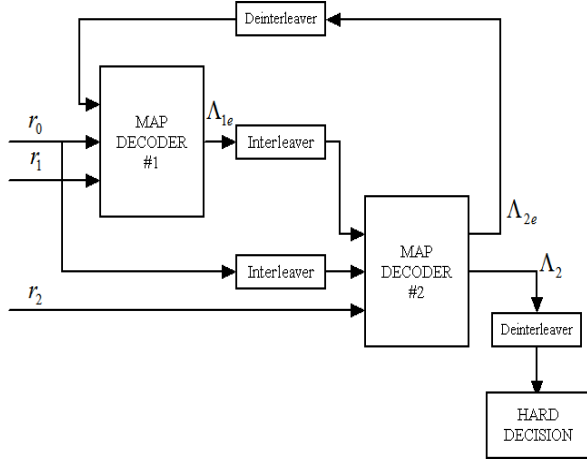 Deinterleaver
MAP
DECODER
#1
Λ1e
Interleaver
r0
r1
MAP
DECODER
#2
Λ2e
Interleaver
Λ2
r2
Deinterleaver
HARD
DECISION